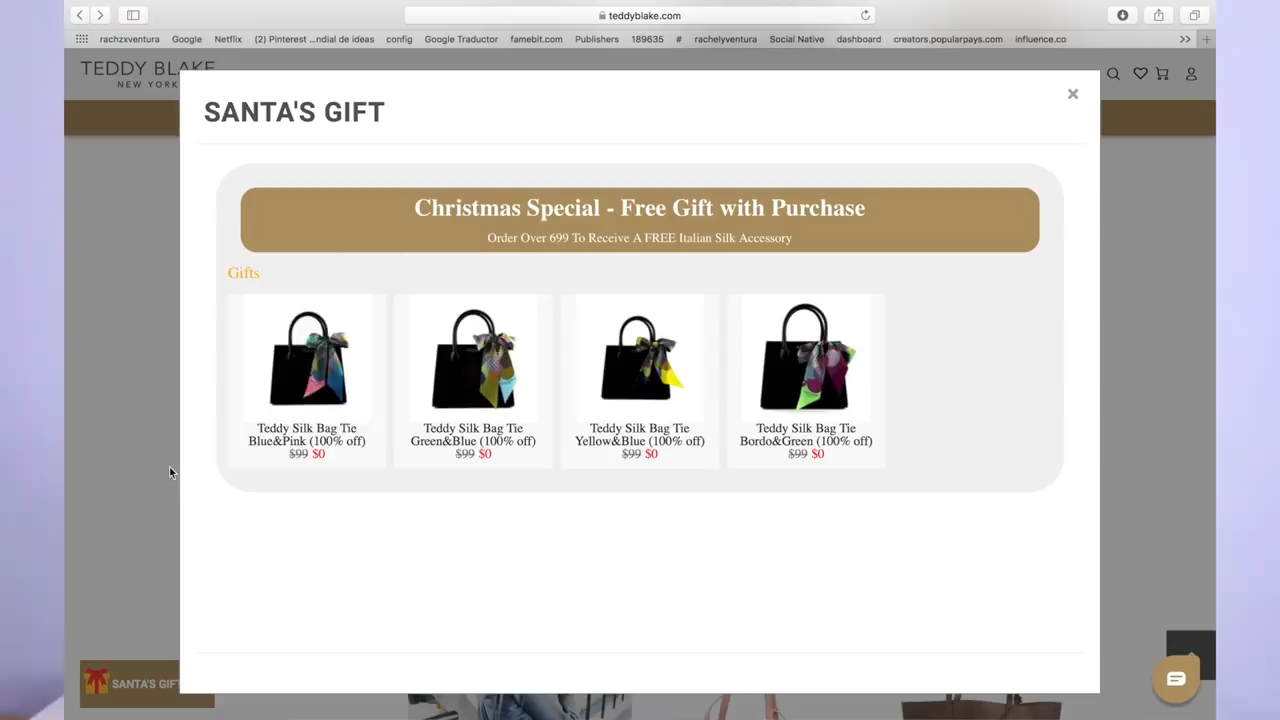 teddyblake.com
rachzxventura Google Netflix (2) Pinterest ...ndial de ideas config Google Traductor famebit.com Publishers 189635 # rachelyventura Social Native dashboard creators.popularpays.com influence.co >>
TEDDY BLAKE
NEW YORK
SANTA'S GIFT
Christmas Special - Free Gift with Purchase
Order Over 699 To Receive A FREE Italian Silk Accessory
Gifts
Teddy Silk Bag Tie
Blue&Pink (100% off)
$99 $0
Teddy Silk Bag Tie
Green&Blue (100% off)
$99 $0
Teddy Silk Bag Tie
Yellow&Blue (100% off)
$99 $0
Teddy Silk Bag Tie
Bordo&Green (100% off)
$99 $0
SANTA'S GIFT